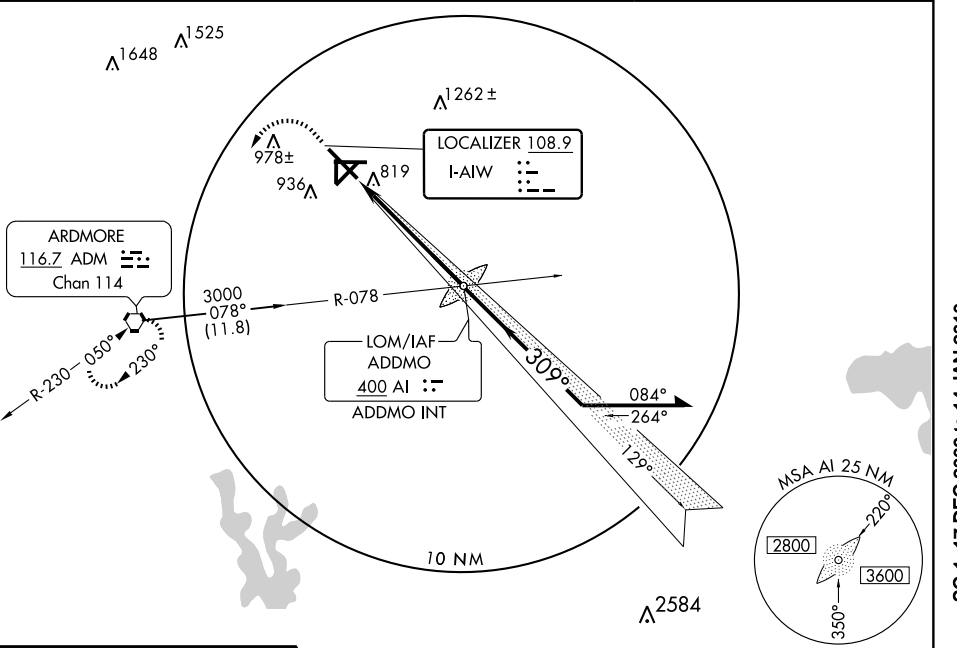 1648
1525
1262 ±
978±
936
819
LOCALIZER 108.9
I-AIW
ARDMORE
116.7 ADM
Chan 114
3000
078°
(11.8)
R-078
R-230
050°
230°
LOM/IAF
ADDMO
400 AI
ADDMO INT
309°
084°
264°
129°
10 NM
MSA AI 25 NM
220°
2800
3600
350°
2584